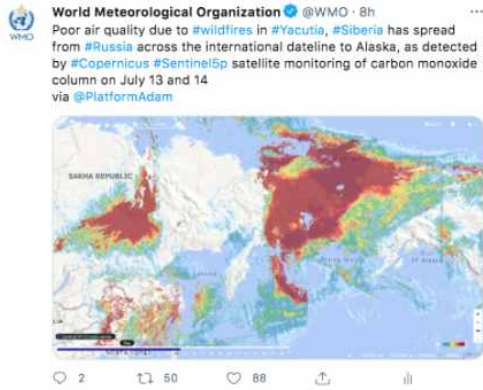 World Meteorological Organization @WMO · 8h
Poor air quality due to #wildfires in #Yacutia, #Siberia has spread
from #Russia across the international dateline to Alaska, as detected
by #Copernicus #Sentinel5p satellite monitoring of carbon monoxide
column on July 13 and 14
via @PlatformAdam
WMO
SAKHA REPUBLIC
2 50 88